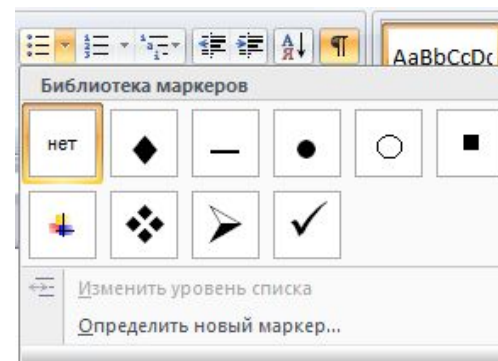 AaBbCcDc
Библиотека маркеров
нет
Изменить уровень списка
Определить новый маркер...